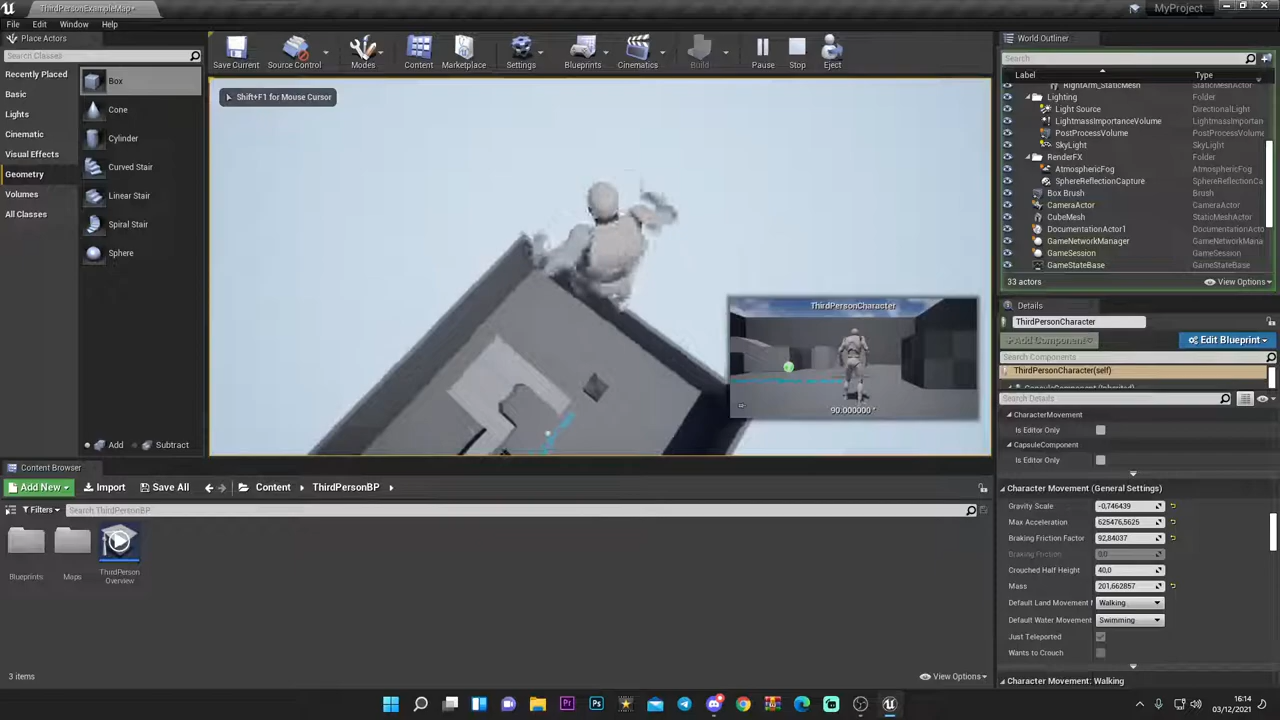 ThirdPersonExampleMap*
MyProject
File Edit Window Help
Place Actors
Search Classes
Recently Placed
Basic
Lights
Cinematic
Visual Effects
Geometry
Volumes
All Classes
Box
Cone
Cylinder
Curved Stair
Linear Stair
Spiral Stair
Sphere
Add Subtract
Save Current Source Control Modes Content Marketplace Settings Blueprints Cinematics Build Pause Stop Eject
Shift+F1 for Mouse Cursor
ThirdPersonCharacter
90.000000 °
World Outliner
Search
Label Type
RightArm_StaticMesh StaticMeshA
Lighting Folder
Light Source DirectionalLight
LightmassImportanceVolume LightmassImportan
PostProcessVolume PostProcessVolume
SkyLight SkyLight
RenderFX Folder
AtmosphericFog AtmosphericFog
SphereReflectionCapture SphereReflectionCa
Box Brush Brush
CameraActor CameraActor
CubeMesh StaticMeshActor
DocumentationActor1 DocumentationActor
GameNetworkManager GameNetworkMana
GameSession GameSession
GameStateBase GameStateBase
33 actors View Options
Details
ThirdPersonCharacter
+Add Component Edit Blueprint
Search Components
ThirdPersonCharacter(self)
CapsuleComponent (Inherited)
Search Details
CharacterMovement
Is Editor Only
CapsuleComponent
Is Editor Only
Character Movement (General Settings)
Gravity Scale -0,746439
Max Acceleration 625476,5625
Braking Friction Factor 92,84037
Braking Friction 0,0
Crouched Half Height 40,0
Mass 201,662857
Default Land Movement Walking
Default Water Movement Swimming
Just Teleported
Wants to Crouch
Character Movement: Walking
Content Browser
Add New Import Save All Content ThirdPersonBP
Filters Search ThirdPersonBP
Blueprints
Maps
ThirdPerson
Overview
3 items View Options
16:14
03/12/2021